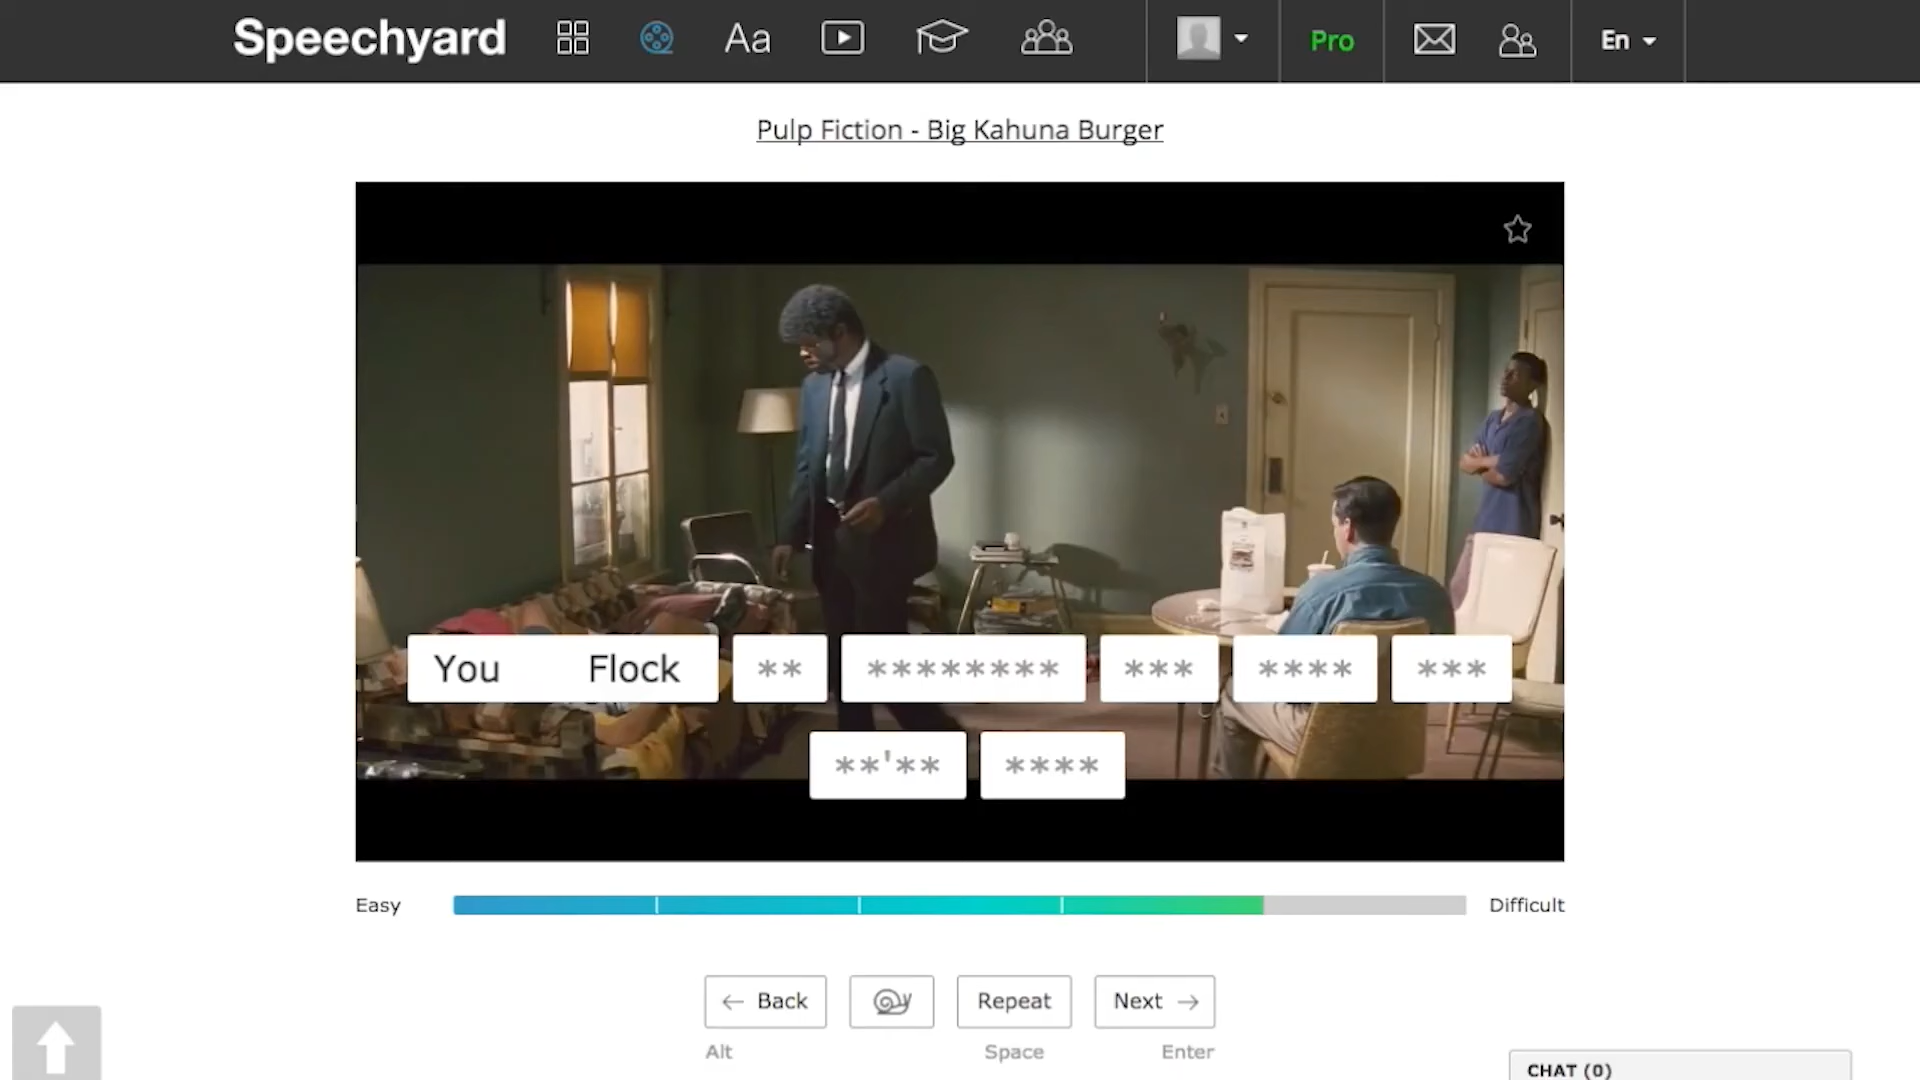 Speechyard Aa Pro En
Pulp Fiction - Big Kahuna Burger
You Flock ** ******** *** **** ***
**'** ****
Easy Difficult
← Back Repeat Next →
Alt Space Enter
CHAT (0)